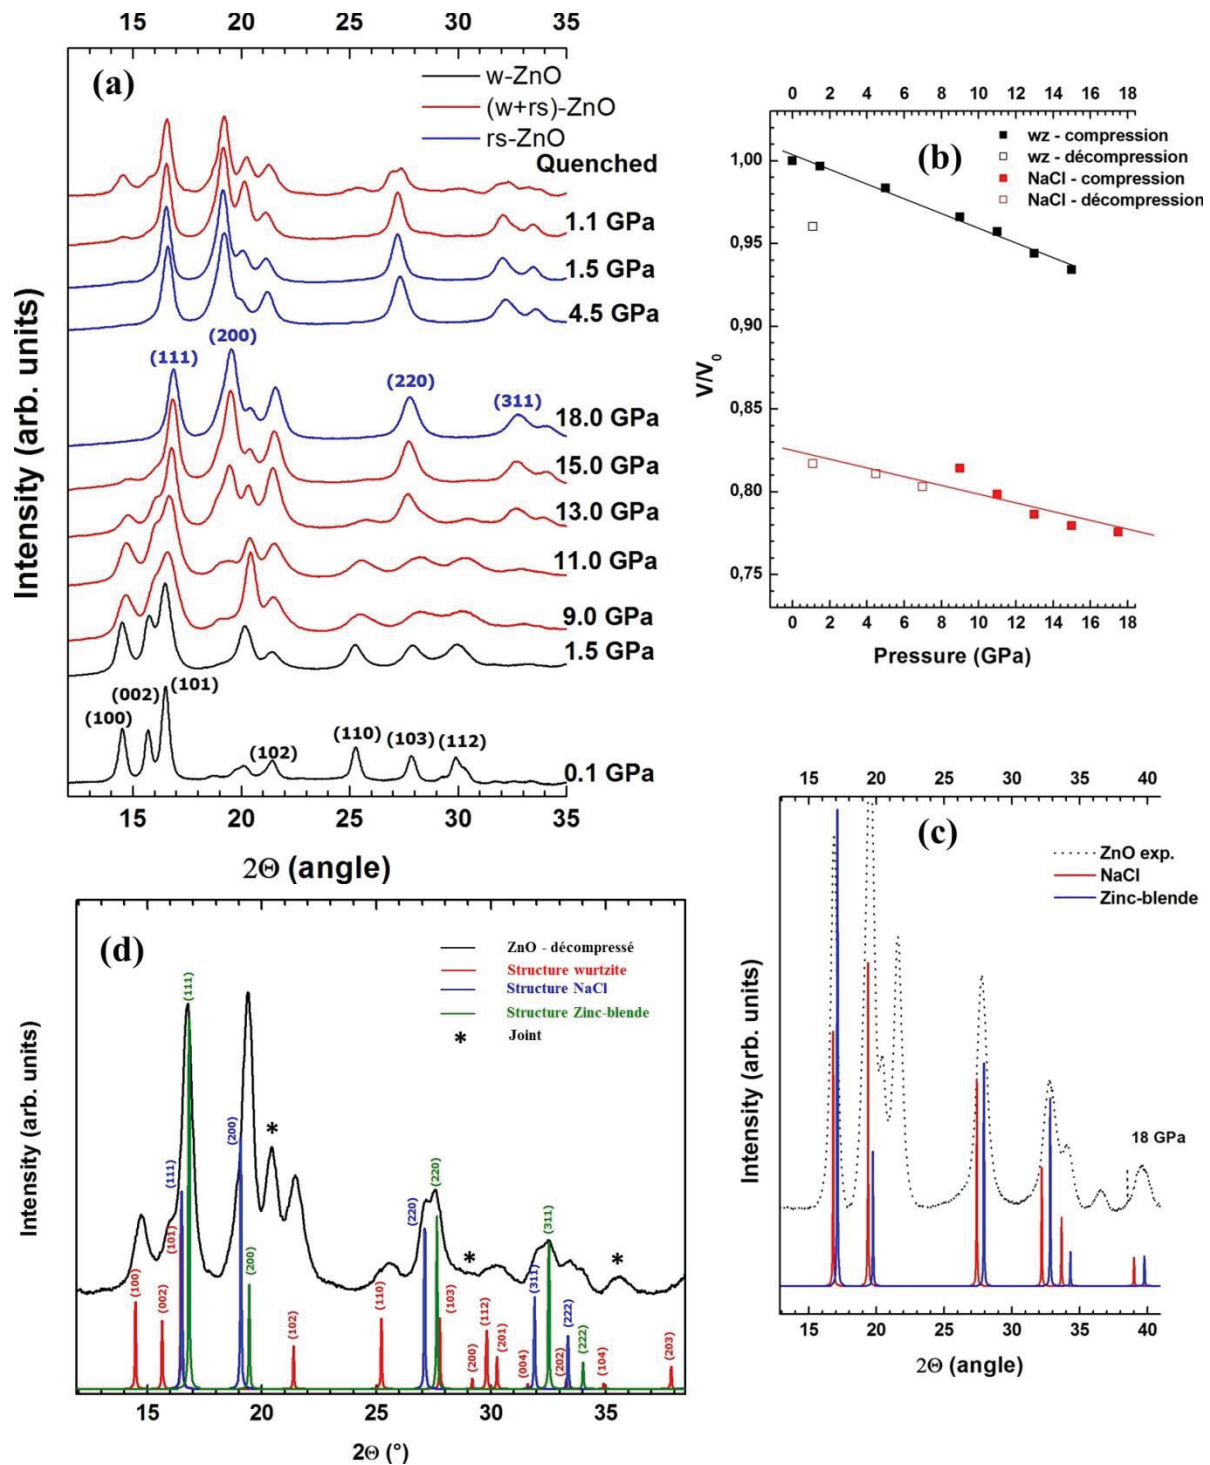 15 20 25 30 35
(a)
w-ZnO
(w+rs)-ZnO
rs-ZnO
Quenched
1.1 GPa
1.5 GPa
4.5 GPa
(111) (200) (220) (311)
18.0 GPa
15.0 GPa
13.0 GPa
11.0 GPa
9.0 GPa
1.5 GPa
(100) (002) (101) (102) (110) (103) (112)
0.1 GPa
15 20 25 30 35
2Θ (angle)
Intensity (arb. units)
0 2 4 6 8 10 12 14 16 18
(b)
wz - compression
wz - décompression
NaCl - compression
NaCl - décompression
1,00
0,95
0,90
0,85
0,80
0,75
V/V0
0 2 4 6 8 10 12 14 16 18
Pressure (GPa)
15 20 25 30 35 40
(c)
ZnO exp.
NaCl
Zinc-blende
18 GPa
Intensity (arb. units)
15 20 25 30 35 40
2Θ (angle)
(d)
ZnO - décompressé
Structure wurtzite
Structure NaCl
Structure Zinc-blende
* Joint
(111)
*
(200)
(220)
(111)
(220)
*
*
(311)
(101)
(200)
(100)
(002)
(102)
(110)
(103)
(112)
(200)
(201)
(311)
(004)
(202)
(222)
(222)
(104)
(203)
Intensity (arb. units)
15 20 25 30 35
2Θ (°)